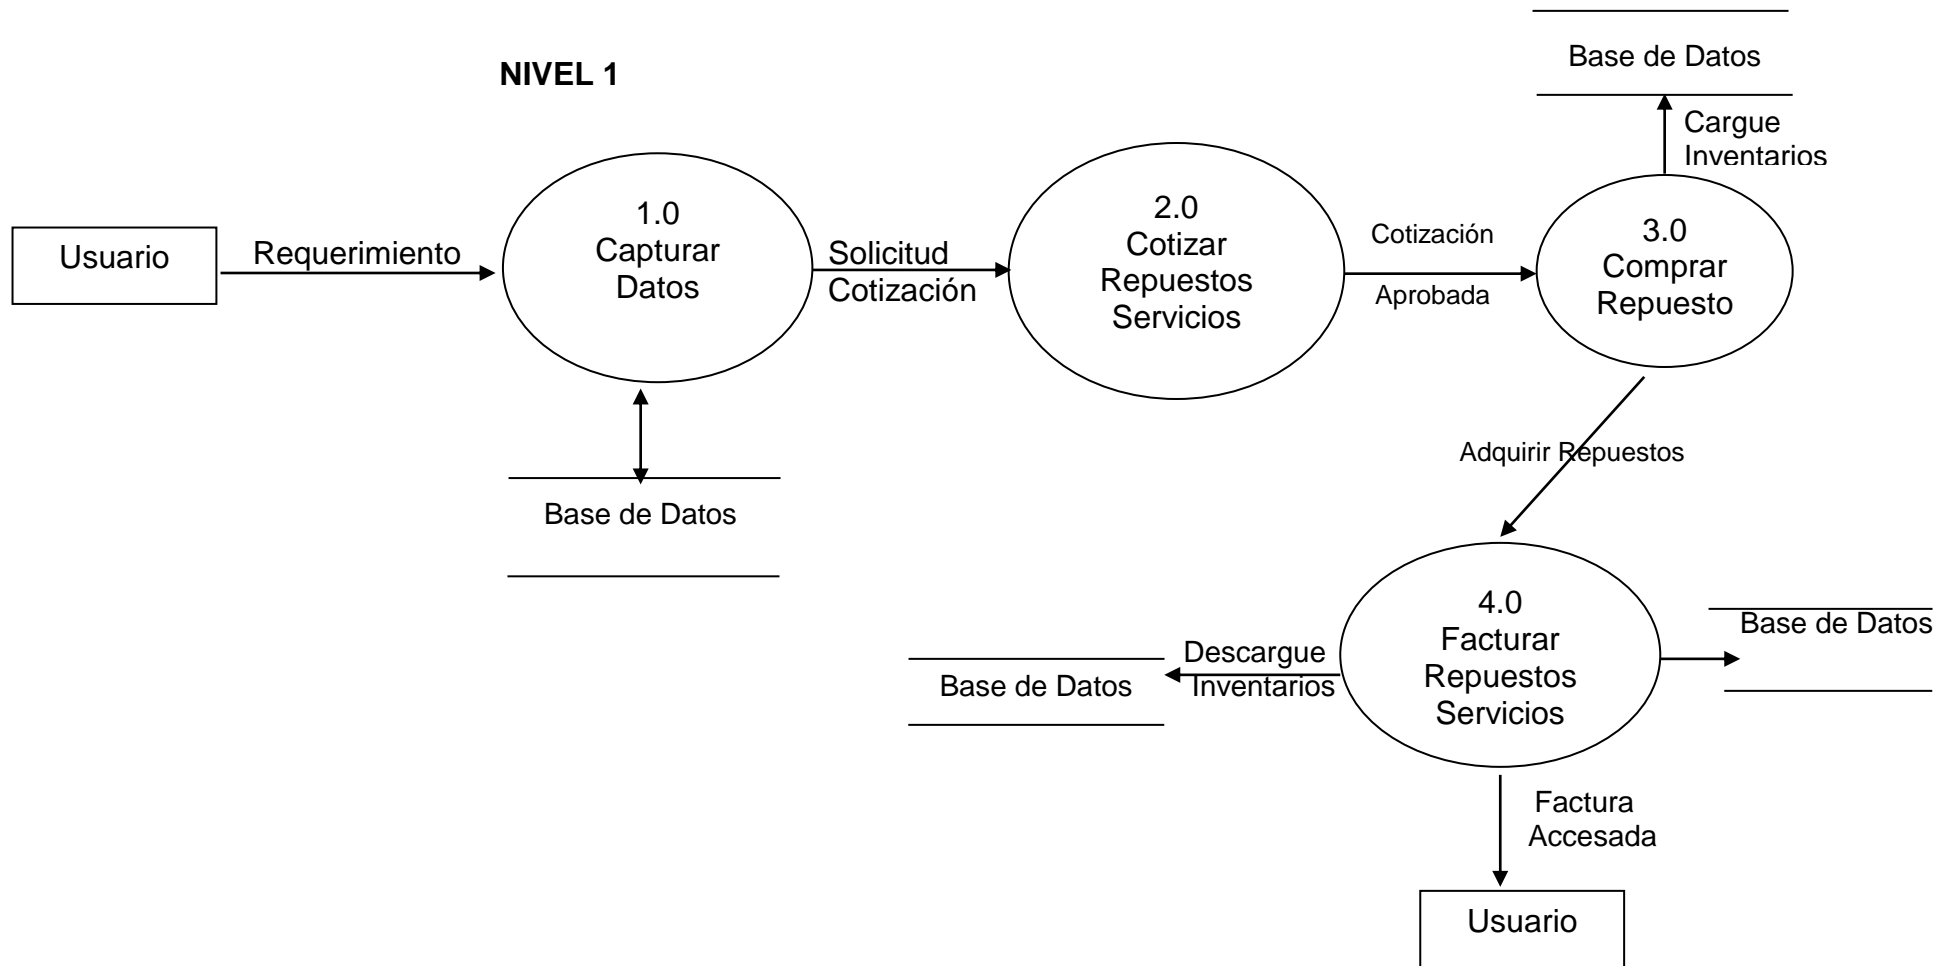 NIVEL 1
Base de Datos
Cargue
Inventarios
Usuario
Requerimiento
1.0
Capturar
Datos
Solicitud
Cotización
2.0
Cotizar
Repuestos
Servicios
Cotización
Aprobada
3.0
Comprar
Repuesto
Base de Datos
Adquirir Repuestos
4.0
Facturar
Repuestos
Servicios
Descargue
Inventarios
Base de Datos
Base de Datos
Factura
Accesada
Usuario